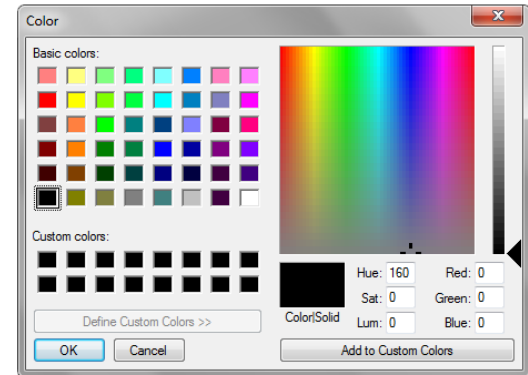 Color
Basic colors:
Custom colors:
Define Custom Colors >>
OK Cancel
Color|Solid
Hue: 160 Red: 0
Sat: 0 Green: 0
Lum: 0 Blue: 0
Add to Custom Colors